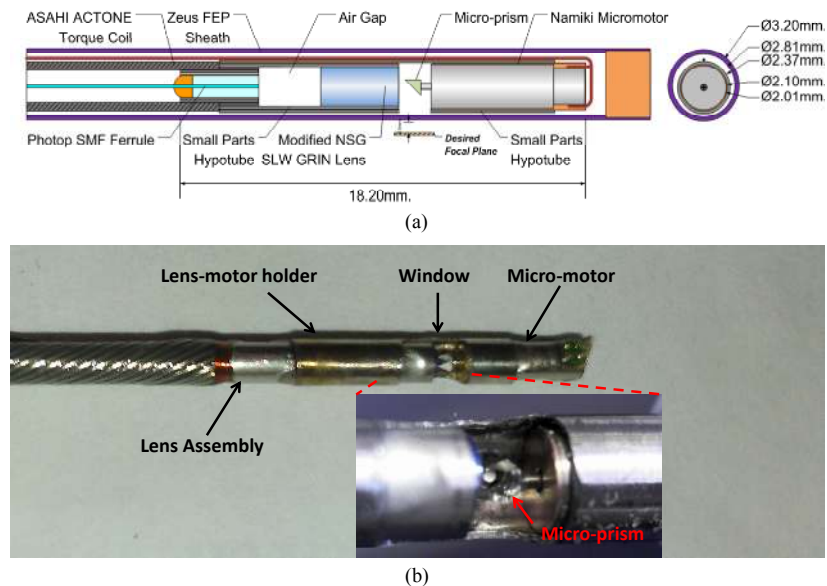 ASAHI ACTONE
Torque Coil
Zeus FEP
Sheath
Air Gap
Micro-prism
Namiki Micromotor
Ø3.20mm.
Ø2.81mm.
Ø2.37mm.
Ø2.10mm.
Ø2.01mm.
Photop SMF Ferrule
Small Parts
Hypotube
Modified NSG
SLW GRIN Lens
Desired
Focal Plane
Small Parts
Hypotube
18.20mm.
(a)
Lens-motor holder
Window
Micro-motor
Lens Assembly
Micro-prism
(b)